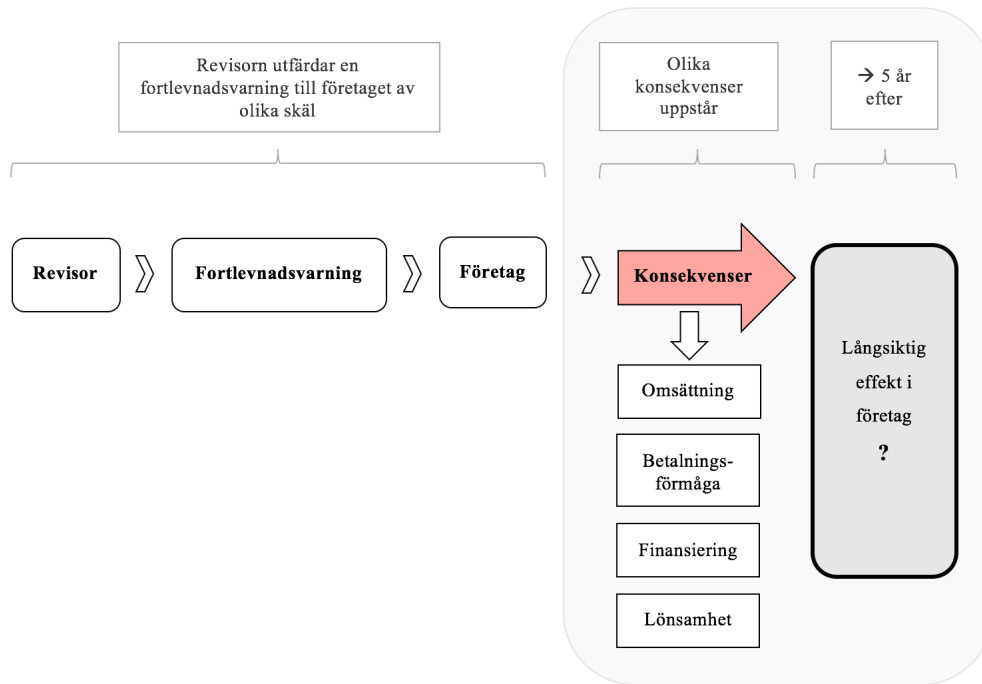 Revisorn utfärdar en
fortlevnadsvarning till företaget av
olika skäl
Olika
konsekvenser
uppstår
→ 5 år
efter
Revisor
Fortlevnadsvarning
Företag
Konsekvenser
Omsättning
Betalnings-
förmåga
Finansiering
Lönsamhet
Långsiktig
effekt i
företag
?